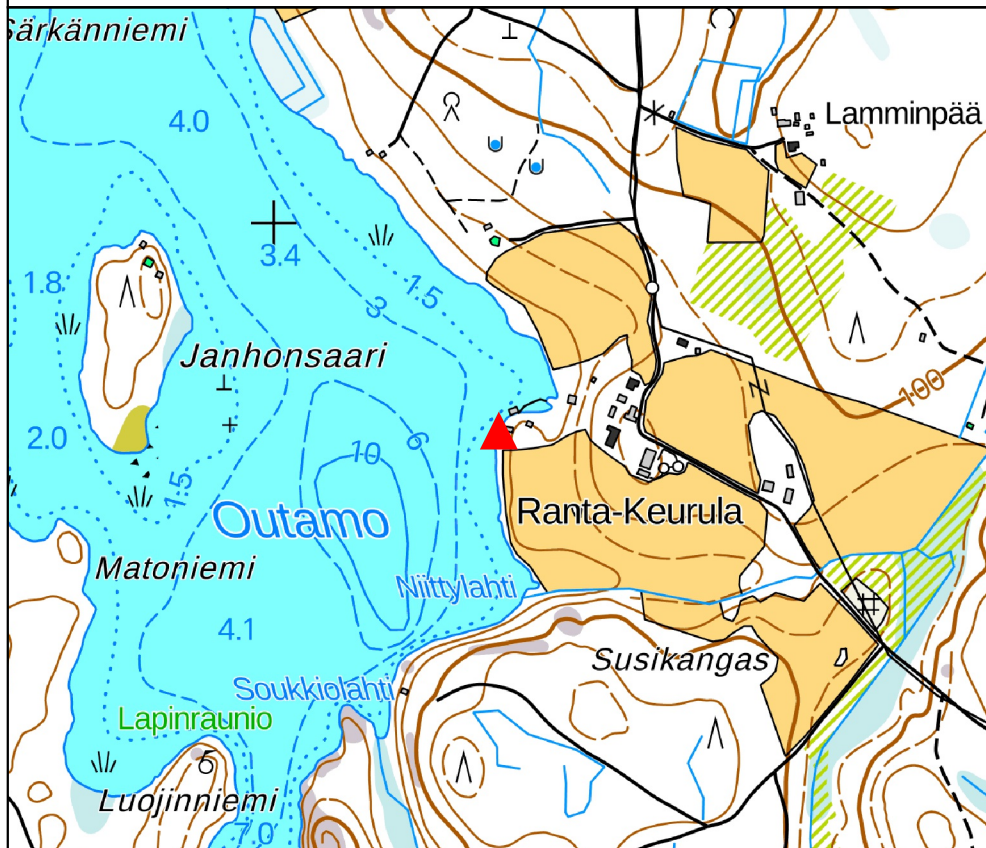 Särkänniemi
4.0
Lamminpää
3.4
1.8
1.5
3
Janhonsaari
100
2.0
10
6
1.5
Outamo
Ranta-Keurula
Matoniemi
Niittylahti
4.1
Susikangas
Soukkiolahti
Lapinraunio
Luojinniemi
7.0